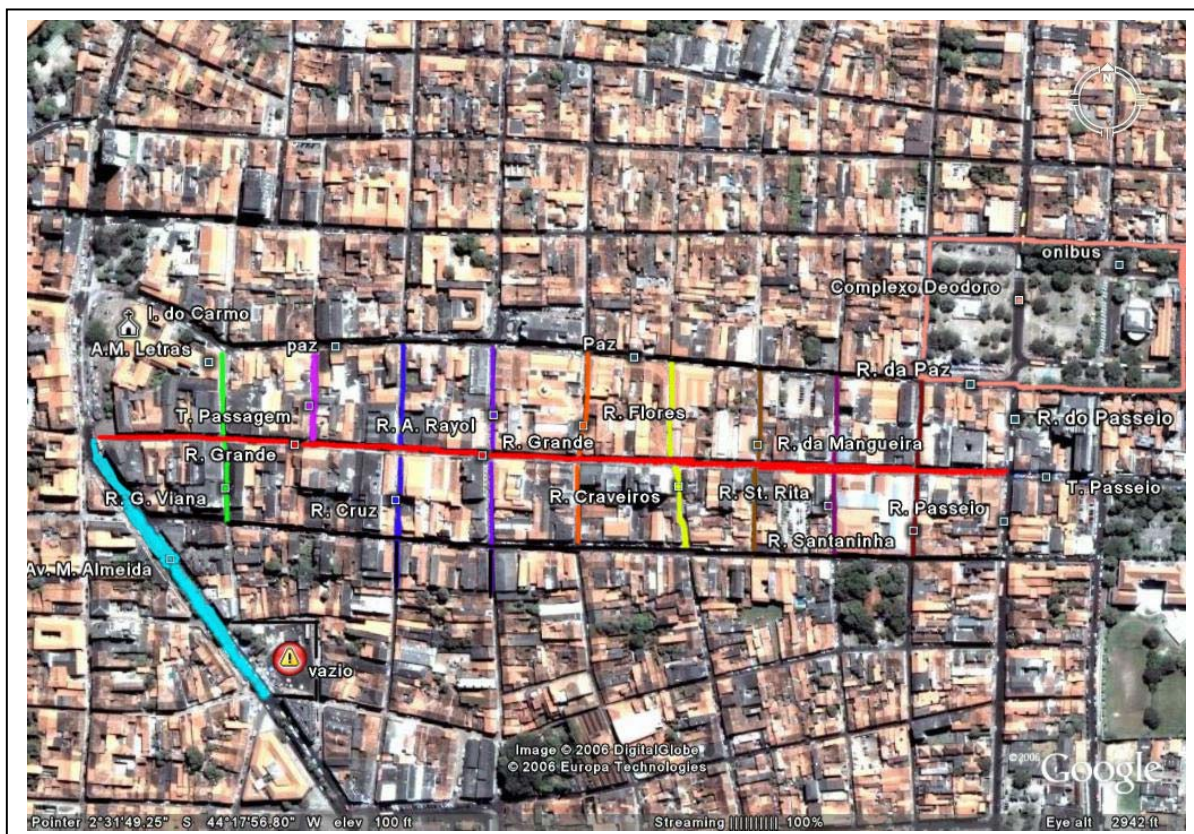 N
onibus
Complexo Deodoro
I. do Carmo
A.M. Letras
paz
Paz
R. da Paz
T. Passagem
R. A. Rayol
R. Flores
R. do Passeio
R. Grande
R. Grande
R. da Mangueira
R. G. Viana
R. Cruz
R. Craveiros
R. St. Rita
R. Passeio
T. Passeio
R. Santaninha
Av. M. Almeida
vazio
Image © 2006 DigitalGlobe
© 2006 Europa Technologies
©2006 Google
Pointer 2°31'49.25" S 44°17'56.80" W elev 100 ft Streaming |||||||||| 100% Eye alt 2942 ft